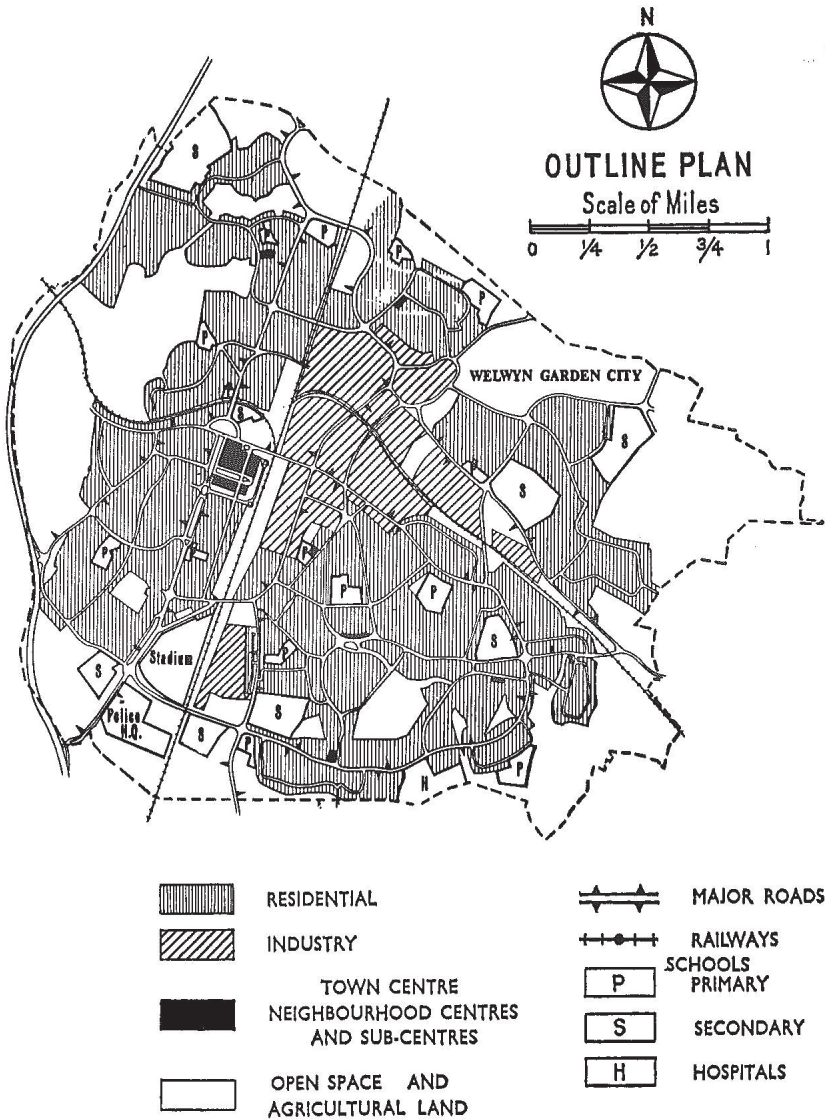 N
OUTLINE PLAN
Scale of Miles
0 1/4 1/2 3/4 1
S
P
P
P
P
P
WELWYN GARDEN CITY
S
S
P
S
P
P
P
P
P
S
P
Stadium
S
Police
H.Q.
S
S
P
P
H
RESIDENTIAL
INDUSTRY
TOWN CENTRE
NEIGHBOURHOOD CENTRES
AND SUB-CENTRES
OPEN SPACE AND
AGRICULTURAL LAND
MAJOR ROADS
RAILWAYS
SCHOOLS
P PRIMARY
S SECONDARY
H HOSPITALS